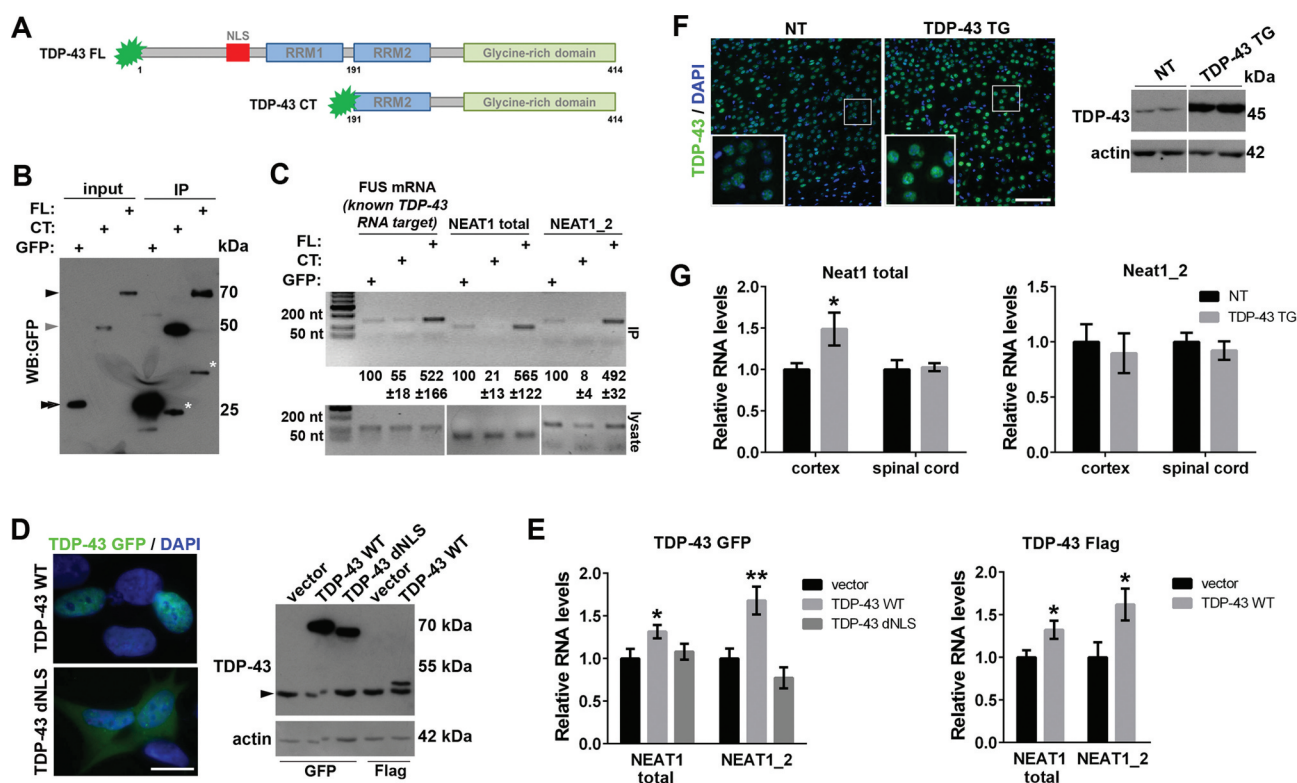 A
TDP-43 FL
NLS
RRM1
RRM2
Glycine-rich domain
1
191
414
TDP-43 CT
RRM2
Glycine-rich domain
191
414
B
input
IP
FL:
+
+
CT:
+
+
GFP:
+
+
kDa
70
50
25
*
*
WB:GFP
C
FUS mRNA
(known TDP-43
RNA target)
NEAT1 total
NEAT1_2
FL:
+
+
+
CT:
+
+
+
GFP:
+
+
+
200 nt
50 nt
IP
100 55 522 100 21 565 100 8 492
±18 ±166 ±13 ±122 ±4 ±32
200 nt
50 nt
lysate
D
TDP-43 GFP / DAPI
TDP-43 WT
TDP-43 dNLS
vector
TDP-43 WT
TDP-43 dNLS
vector
TDP-43 WT
70 kDa
55 kDa
TDP-43
actin
42 kDa
GFP
Flag
E
TDP-43 GFP
Relative RNA levels
2.0
1.5
1.0
0.5
0.0
*
**
NEAT1
total
NEAT1_2
vector
TDP-43 WT
TDP-43 dNLS
TDP-43 Flag
Relative RNA levels
2.0
1.5
1.0
0.5
0.0
*
*
NEAT1
total
NEAT1_2
vector
TDP-43 WT
F
NT
TDP-43 TG
TDP-43 / DAPI
NT
TDP-43 TG
kDa
TDP-43
45
actin
42
G
Neat1 total
Relative RNA levels
2.0
1.5
1.0
0.5
0.0
*
cortex
spinal cord
Neat1_2
Relative RNA levels
2.0
1.5
1.0
0.5
0.0
cortex
spinal cord
NT
TDP-43 TG